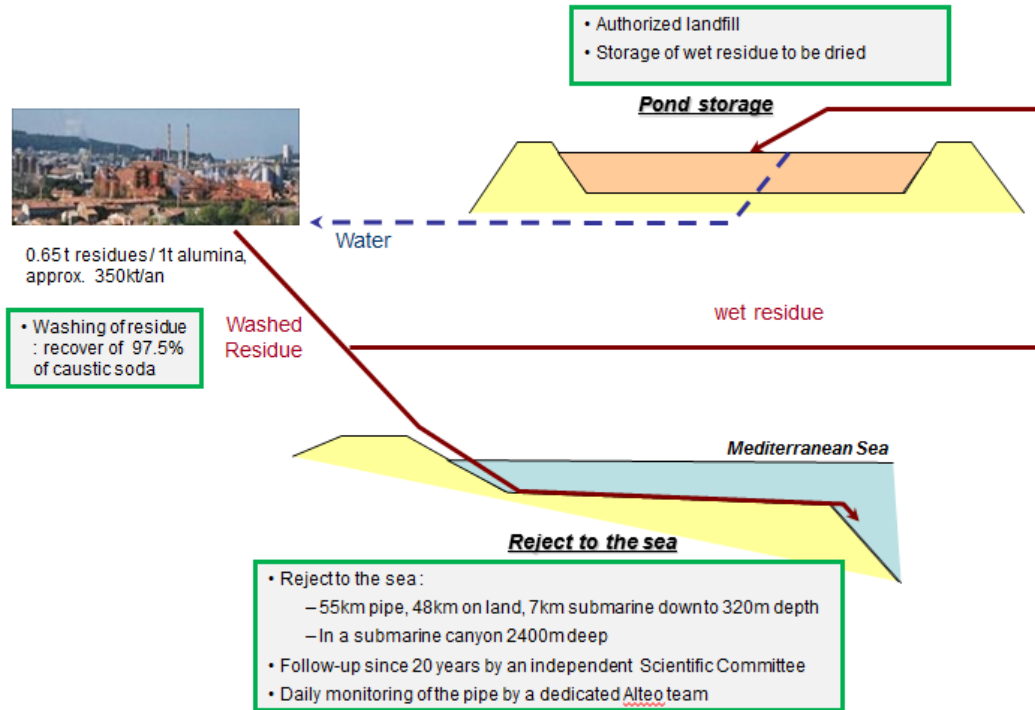 • Authorized landfill
• Storage of wet residue to be dried
Pond storage
Water
0.65 t residues / 1t alumina,
approx. 350kt/an
• Washing of residue
: recover of 97.5%
of caustic soda
Washed
Residue
wet residue
Mediterranean Sea
Reject to the sea
• Reject to the sea :
– 55km pipe, 48km on land, 7km submarine down to 320m depth
– In a submarine canyon 2400m deep
• Follow-up since 20 years by an independent Scientific Committee
• Daily monitoring of the pipe by a dedicated Alteo team